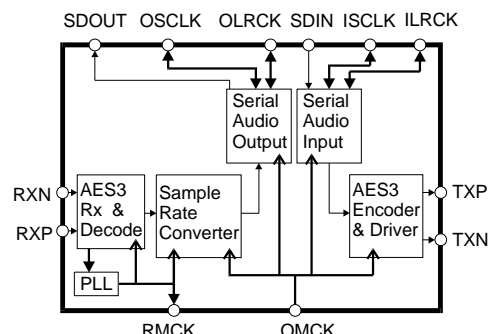 SDOUT OSCLK OLRCK SDIN ISCLK ILRCK
Serial
Audio
Output
Serial
Audio
Input
RXN
RXP
AES3
Rx &
Decode
Sample
Rate
Converter
AES3
Encoder
& Driver
TXP
TXN
PLL
RMCK OMCK